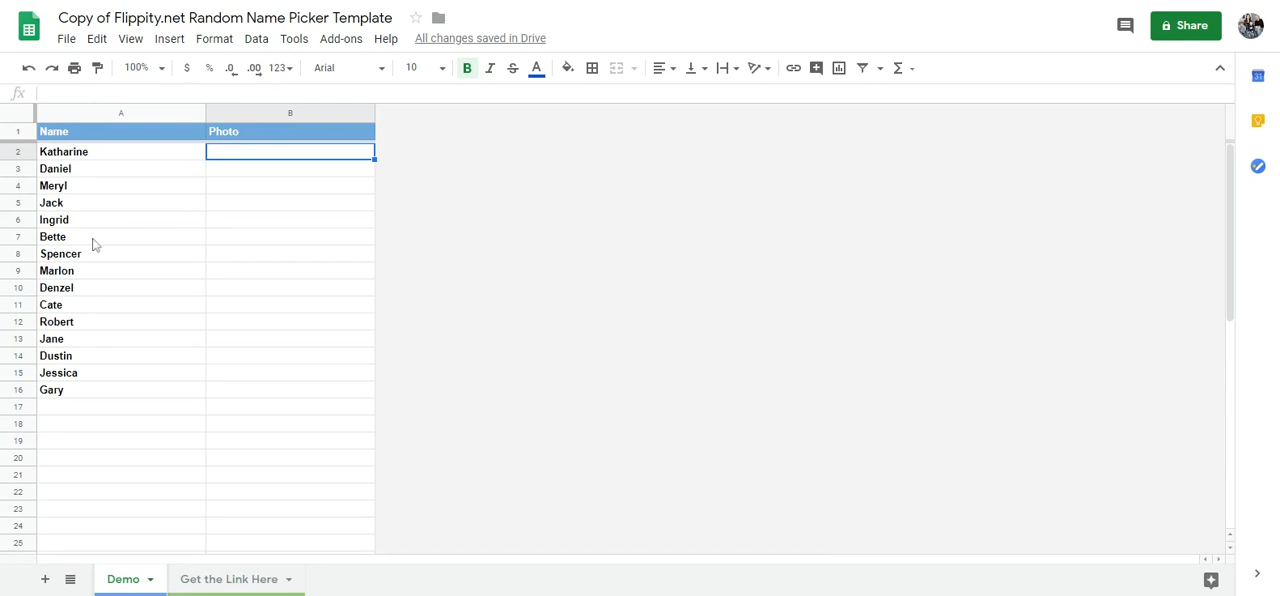 Copy of Flippity.net Random Name Picker Template
File Edit View Insert Format Data Tools Add-ons Help All changes saved in Drive
Share
100% $ % .0 .00 123 Arial 10 B I S A Σ
31
fx
A B
1 Name Photo
2 Katharine
3 Daniel
4 Meryl
5 Jack
6 Ingrid
7 Bette
8 Spencer
9 Marlon
10 Denzel
11 Cate
12 Robert
13 Jane
14 Dustin
15 Jessica
16 Gary
17
18
19
20
21
22
23
24
25
Demo Get the Link Here